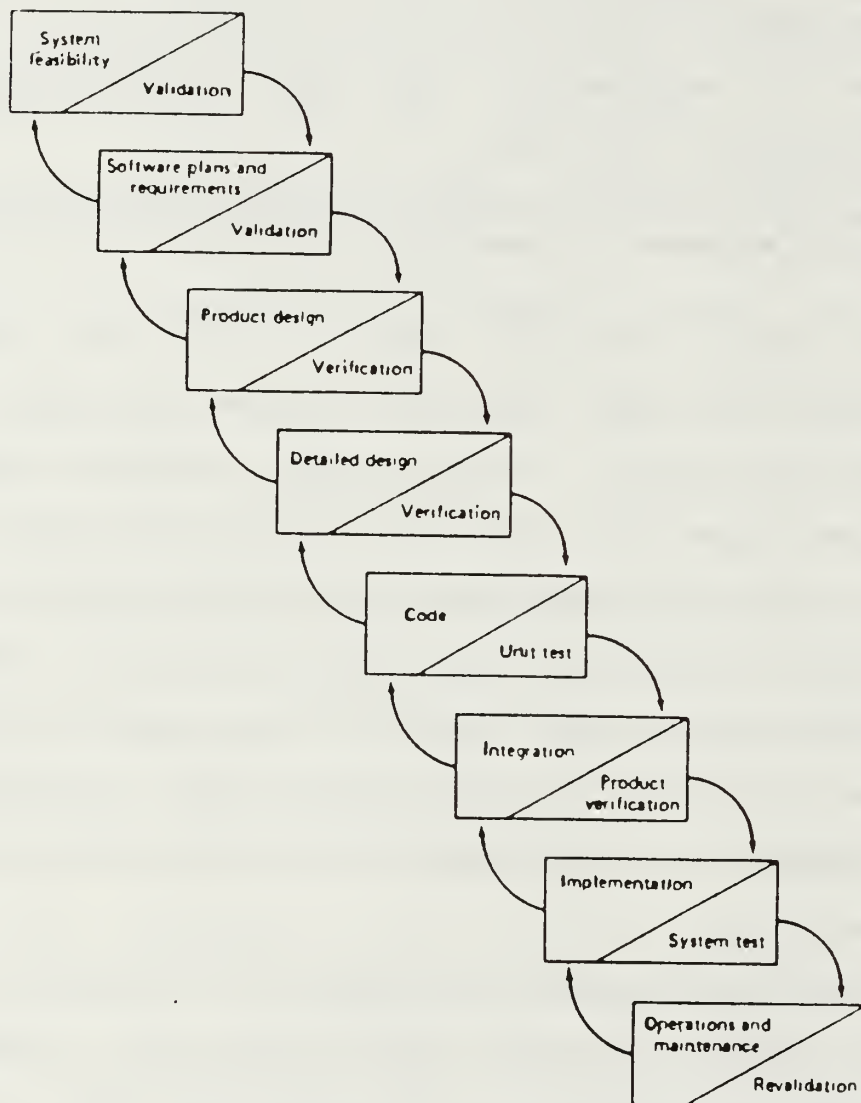 System
feasibility
Validation
Software plans and
requirements
Validation
Product design
Verification
Detailed design
Verification
Code
Unit test
Integration
Product
verification
Implementation
System test
Operations and
maintenance
Revalidation